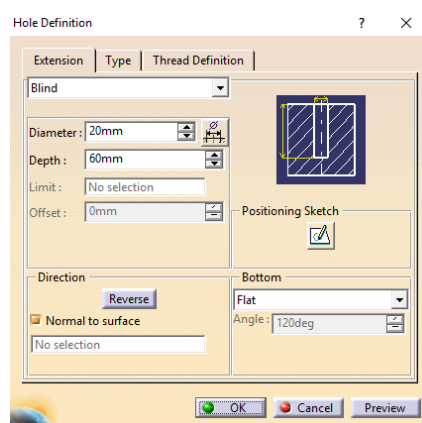 Hole Definition ? ×
Extension Type Thread Definition
Blind
Diameter: 20mm
Depth : 60mm
Limit : No selection
Offset : 0mm
Positioning Sketch
Direction
Reverse
Normal to surface
No selection
Bottom
Flat
Angle : 120deg
OK Cancel Preview